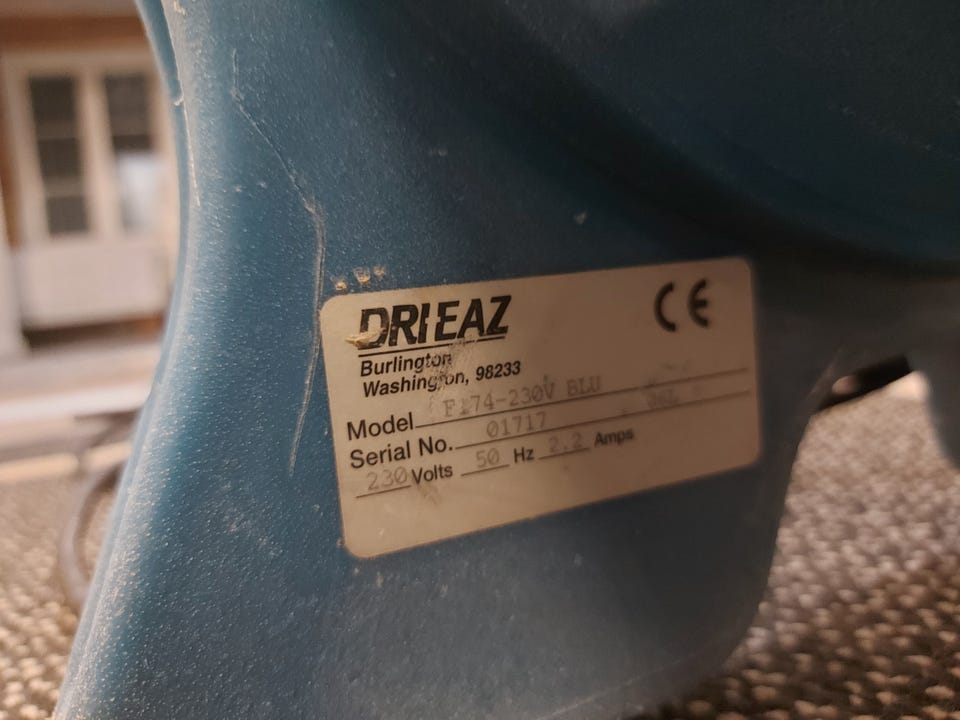 DRIEAZ CE
Burlington
Washington, 98233
Model F174-230V BLU
Serial No. 01717
230 Volts 50 Hz 2.2 Amps